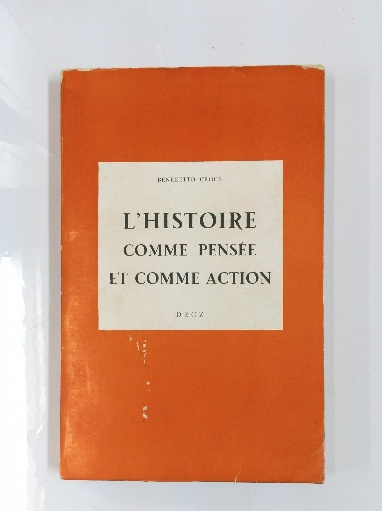 BENEDETTO CROCE
L'HISTOIRE
COMME PENSÉE
ET COMME ACTION
DROZ